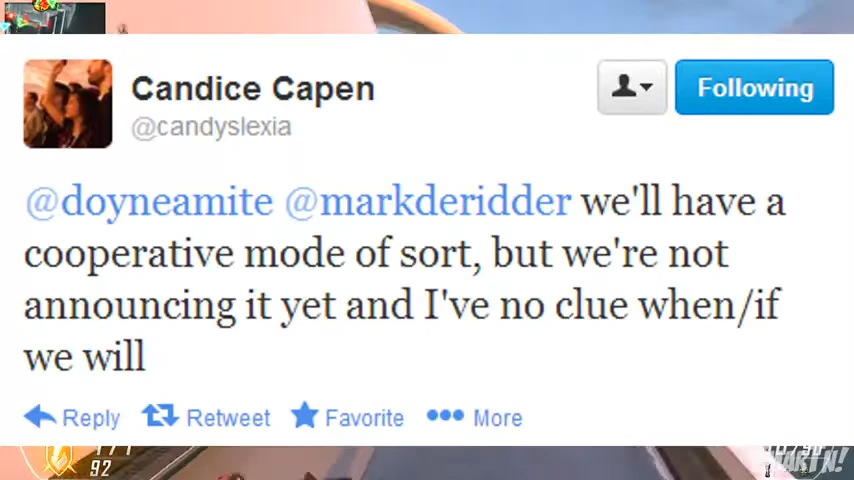 Candice Capen
Following
@candyslexia
@doyneamite @markderidder we'll have a
cooperative mode of sort, but we're not
announcing it yet and I've no clue when/if
we will
Reply Retweet Favorite More
92